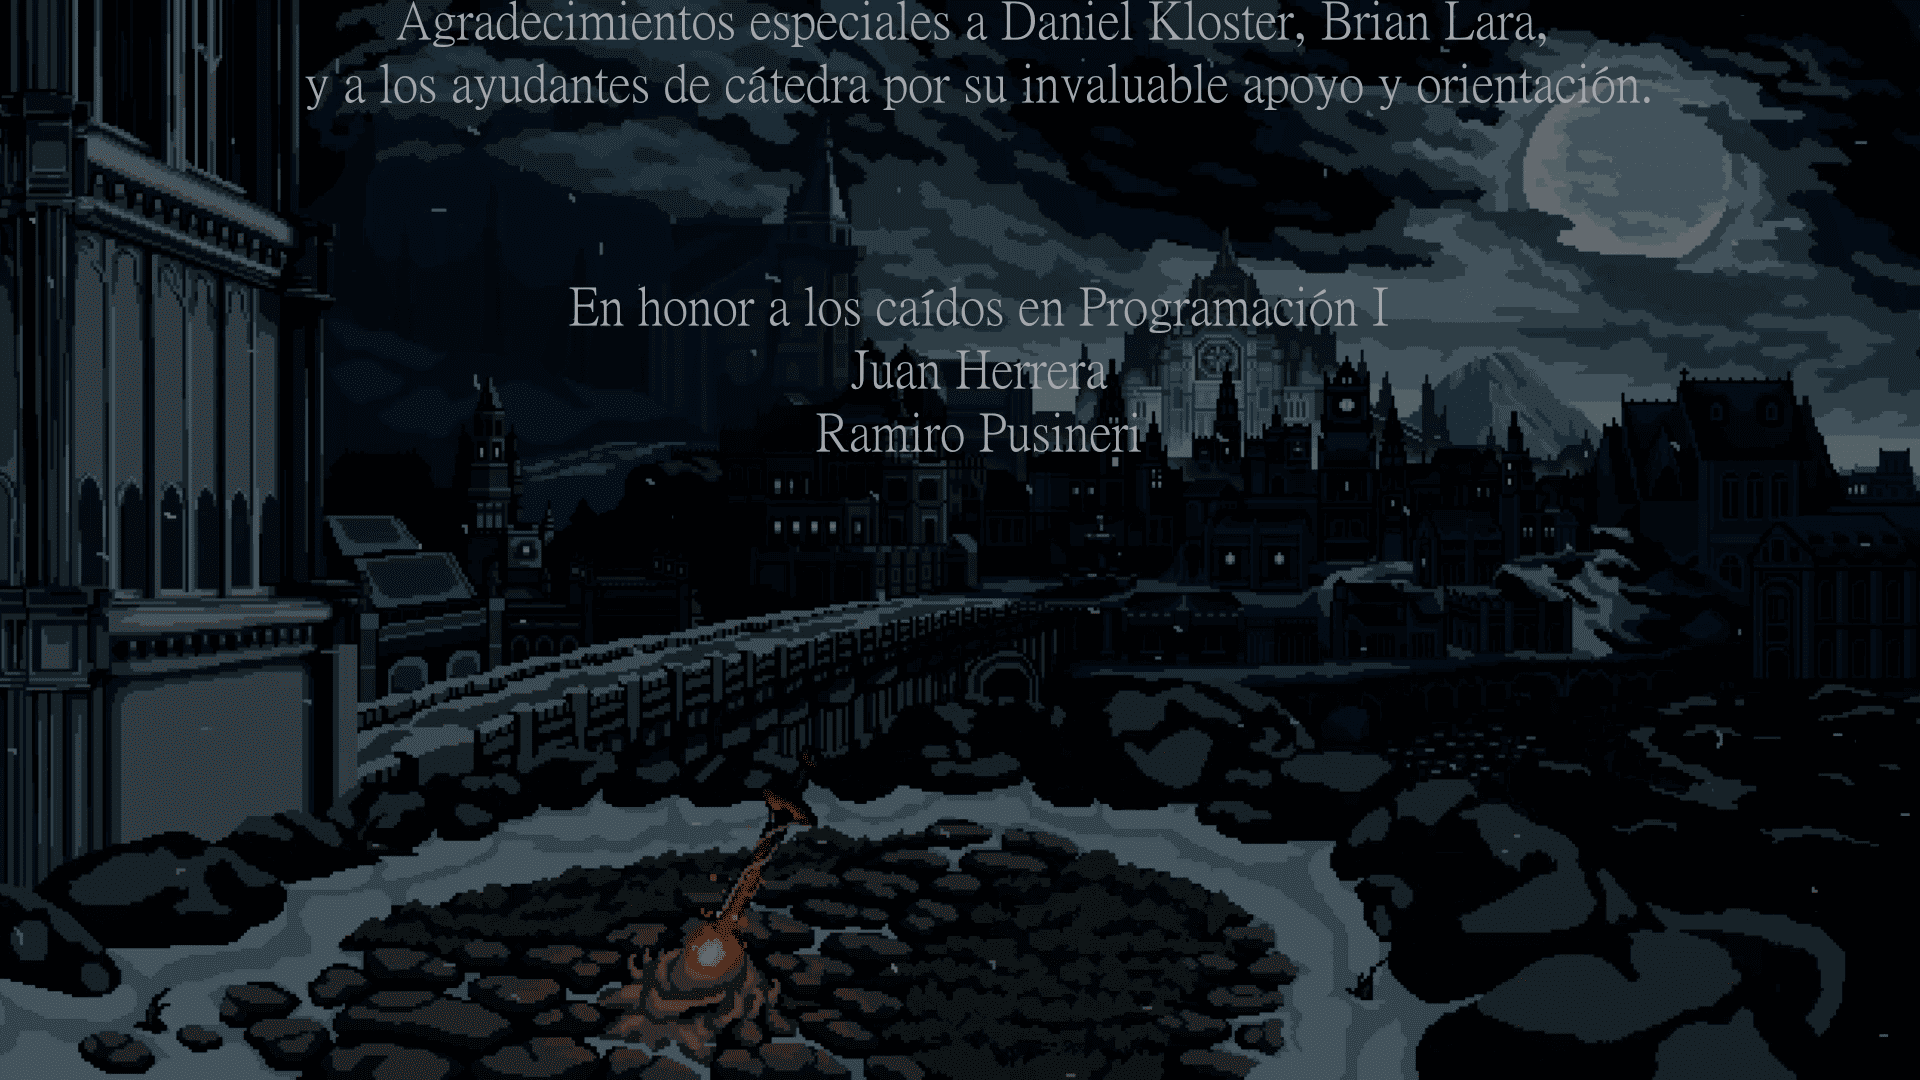 Agradecimientos especiales a Daniel Kloster, Brian Lara,
y a los ayudantes de cátedra por su invaluable apoyo y orientación.
En honor a los caídos en Programación I
Juan Herrera
Ramiro Pusineri